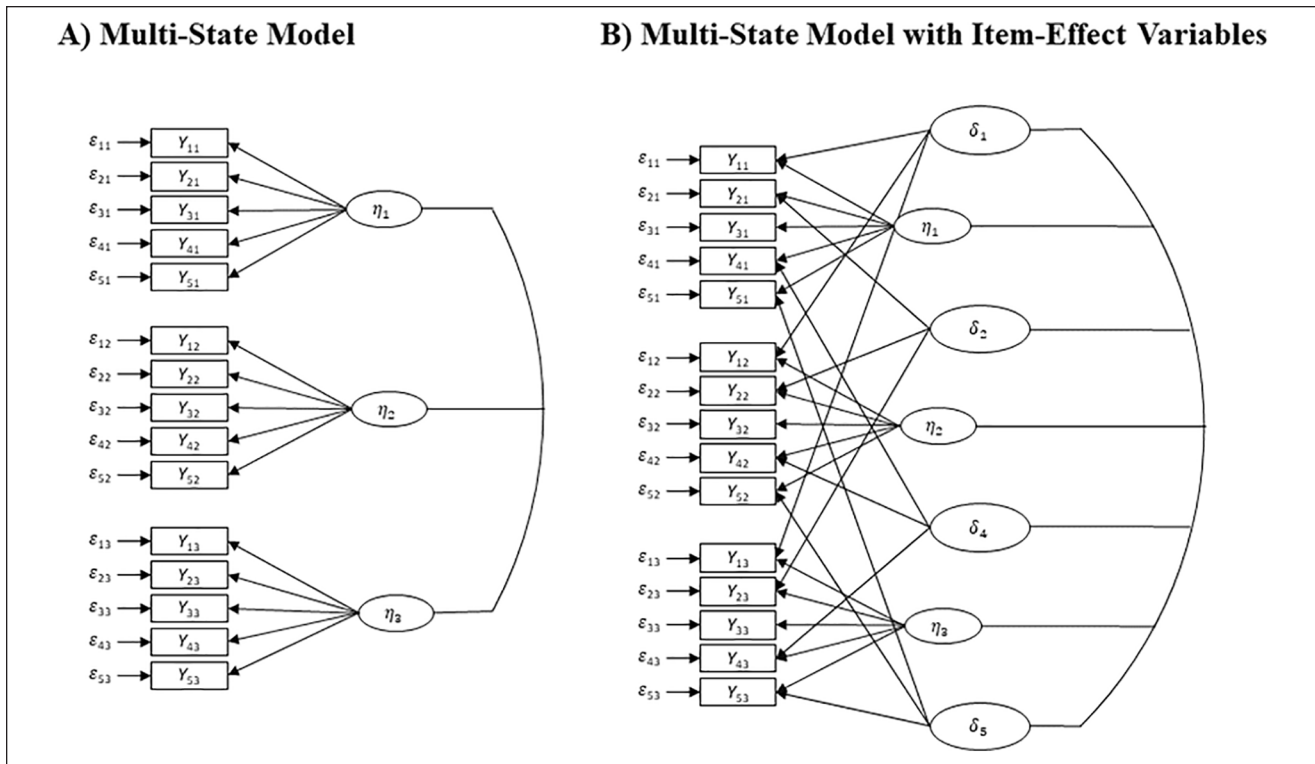 A) Multi-State Model
ε₁₁ Y₁₁
ε₂₁ Y₂₁
ε₃₁ Y₃₁
ε₄₁ Y₄₁
ε₅₁ Y₅₁
η₁
ε₁₂ Y₁₂
ε₂₂ Y₂₂
ε₃₂ Y₃₂
ε₄₂ Y₄₂
ε₅₂ Y₅₂
η₂
ε₁₃ Y₁₃
ε₂₃ Y₂₃
ε₃₃ Y₃₃
ε₄₃ Y₄₃
ε₅₃ Y₅₃
η₃
B) Multi-State Model with Item-Effect Variables
ε₁₁ Y₁₁
ε₂₁ Y₂₁
ε₃₁ Y₃₁
ε₄₁ Y₄₁
ε₅₁ Y₅₁
ε₁₂ Y₁₂
ε₂₂ Y₂₂
ε₃₂ Y₃₂
ε₄₂ Y₄₂
ε₅₂ Y₅₂
ε₁₃ Y₁₃
ε₂₃ Y₂₃
ε₃₃ Y₃₃
ε₄₃ Y₄₃
ε₅₃ Y₅₃
δ₁
η₁
δ₂
η₂
δ₄
η₃
δ₅